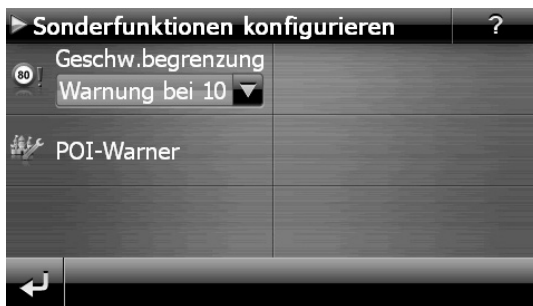 Sonderfunktionen konfigurieren ?
Geschw.begrenzung
80 !
Warnung bei 10
POI-Warner